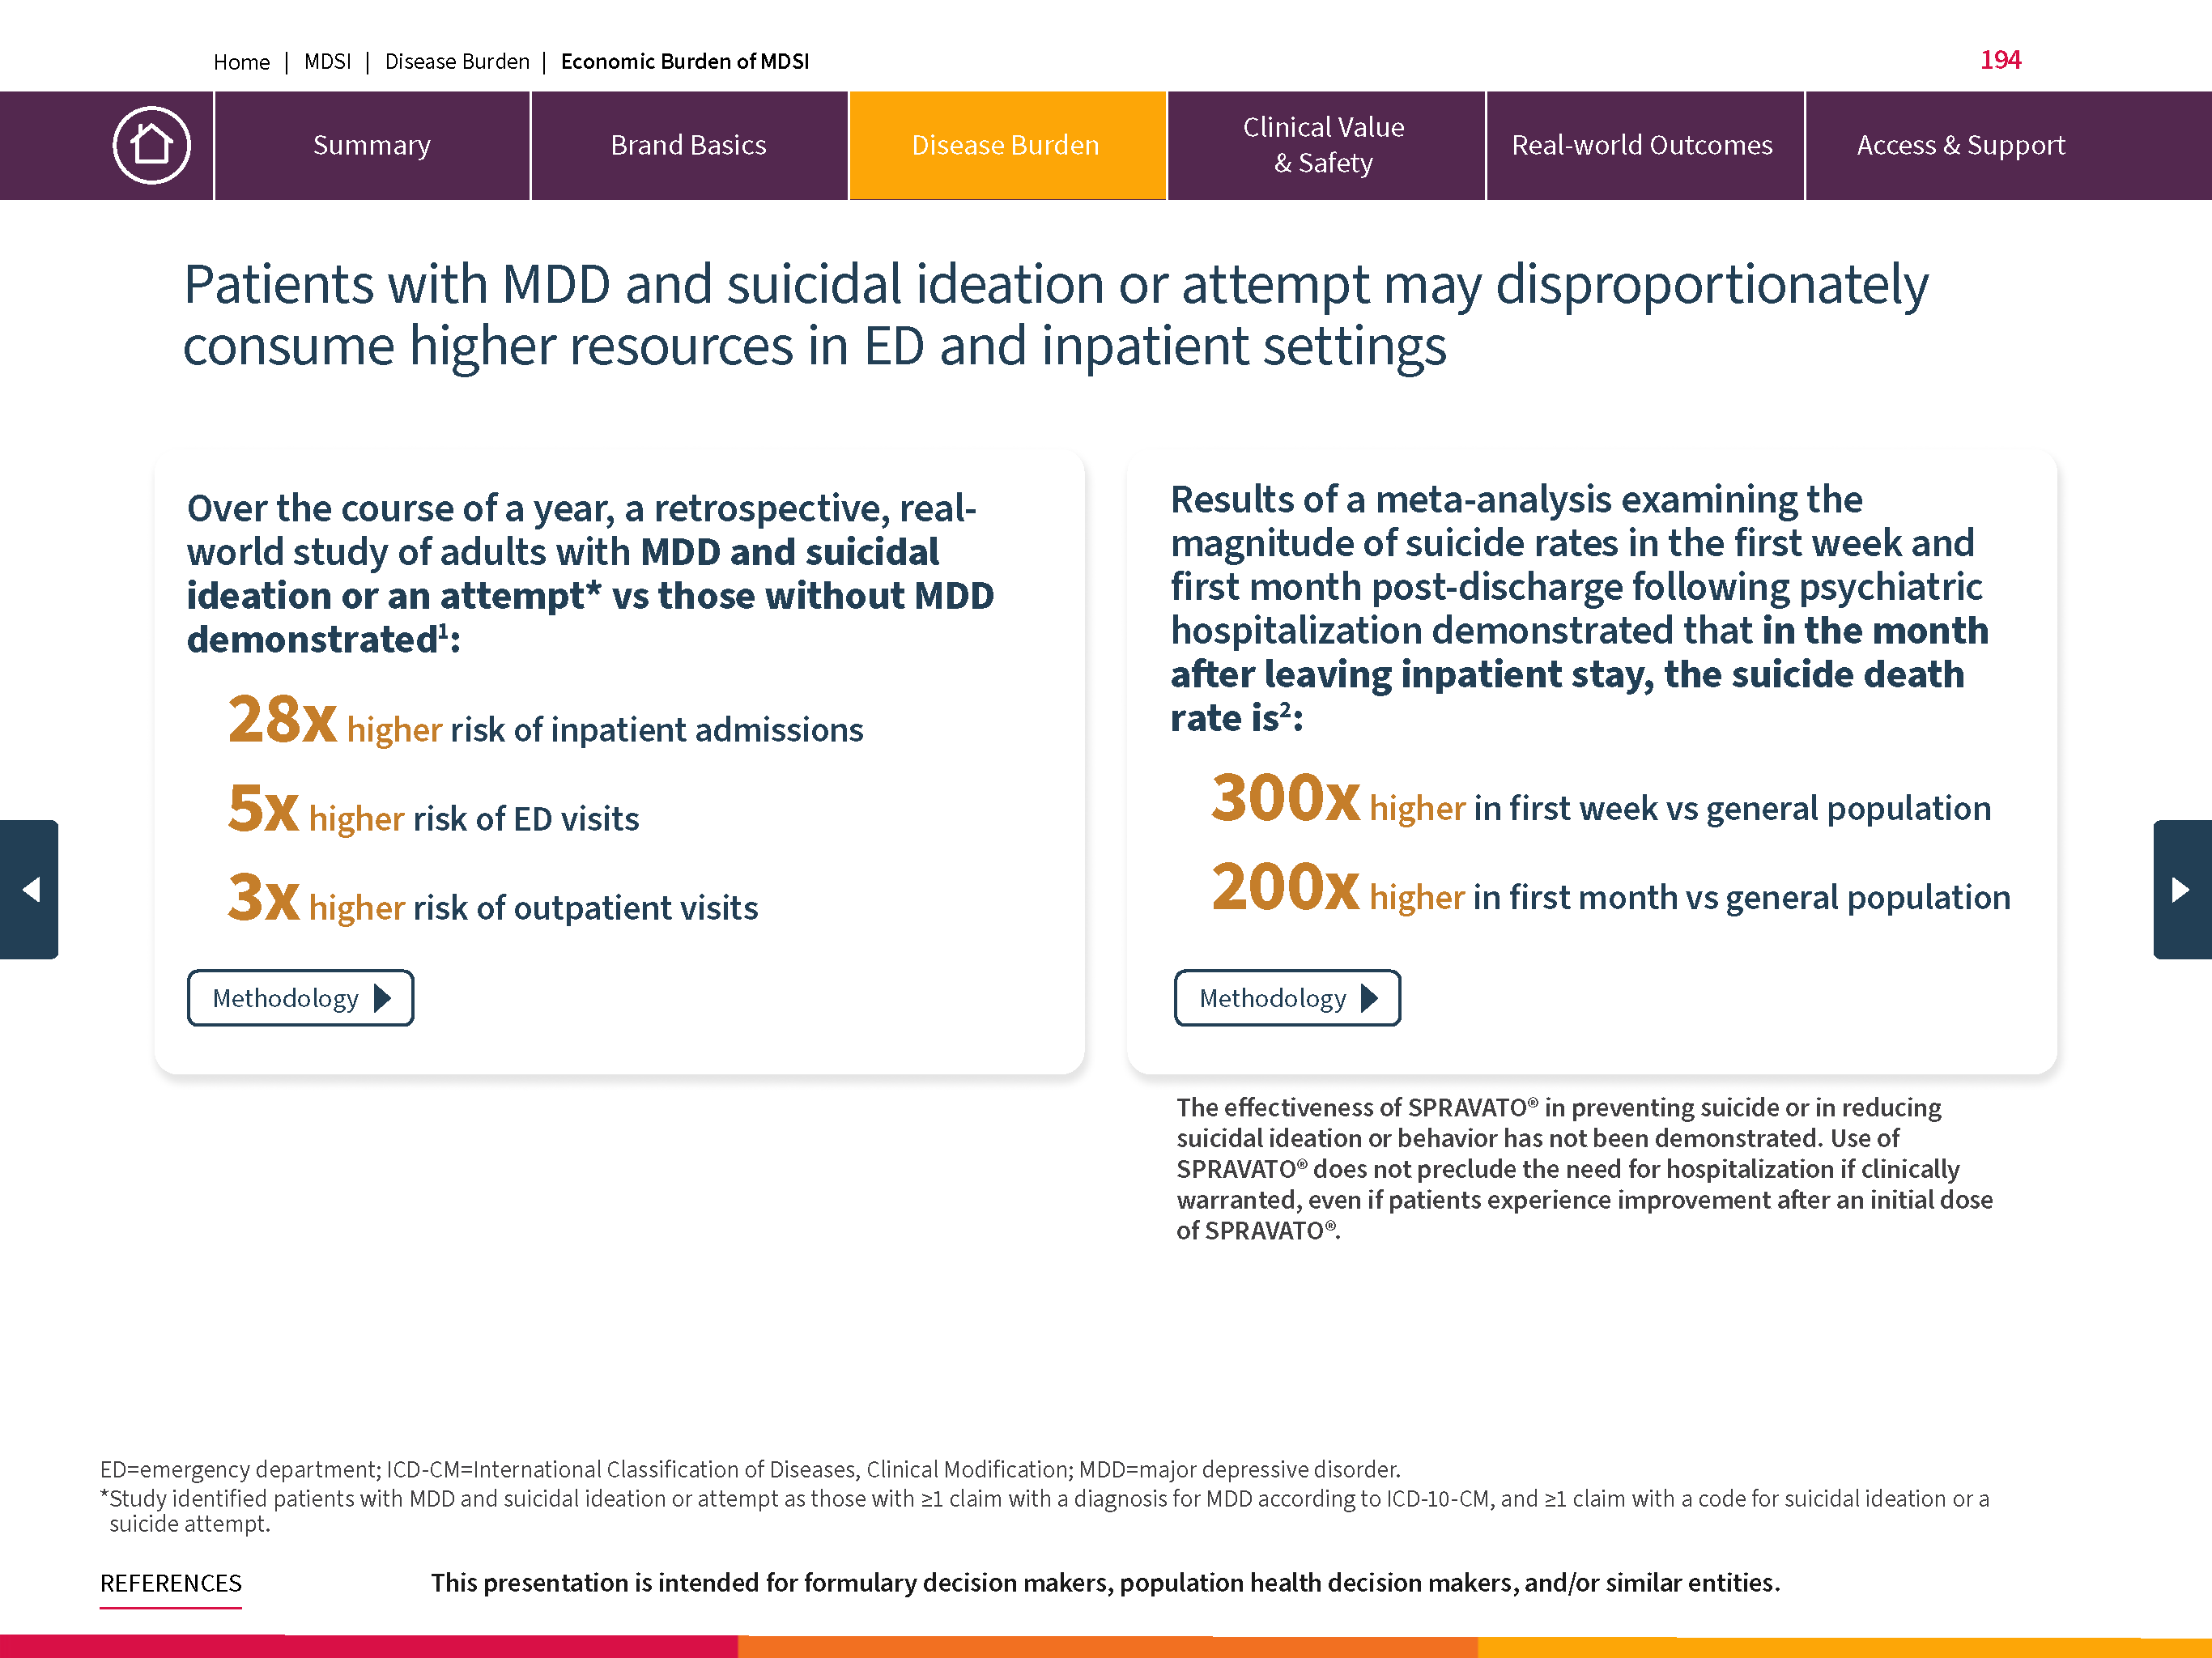 Home | MDSI | Disease Burden | Economic Burden of MDSI
194
Summary
Brand Basics
Disease Burden
Clinical Value
& Safety
Real-world Outcomes
Access & Support
Patients with MDD and suicidal ideation or attempt may disproportionately
consume higher resources in ED and inpatient settings
Over the course of a year, a retrospective, real-
world study of adults with MDD and suicidal
ideation or an attempt* vs those without MDD
demonstrated¹:
28x higher risk of inpatient admissions
5x higher risk of ED visits
3x higher risk of outpatient visits
Methodology
Results of a meta-analysis examining the
magnitude of suicide rates in the first week and
first month post-discharge following psychiatric
hospitalization demonstrated that in the month
after leaving inpatient stay, the suicide death
rate is²:
300x higher in first week vs general population
200x higher in first month vs general population
Methodology
The effectiveness of SPRAVATO® in preventing suicide or in reducing
suicidal ideation or behavior has not been demonstrated. Use of
SPRAVATO® does not preclude the need for hospitalization if clinically
warranted, even if patients experience improvement after an initial dose
of SPRAVATO®.
ED=emergency department; ICD-CM=International Classification of Diseases, Clinical Modification; MDD=major depressive disorder.
*Study identified patients with MDD and suicidal ideation or attempt as those with ≥1 claim with a diagnosis for MDD according to ICD-10-CM, and ≥1 claim with a code for suicidal ideation or a
suicide attempt.
REFERENCES
This presentation is intended for formulary decision makers, population health decision makers, and/or similar entities.